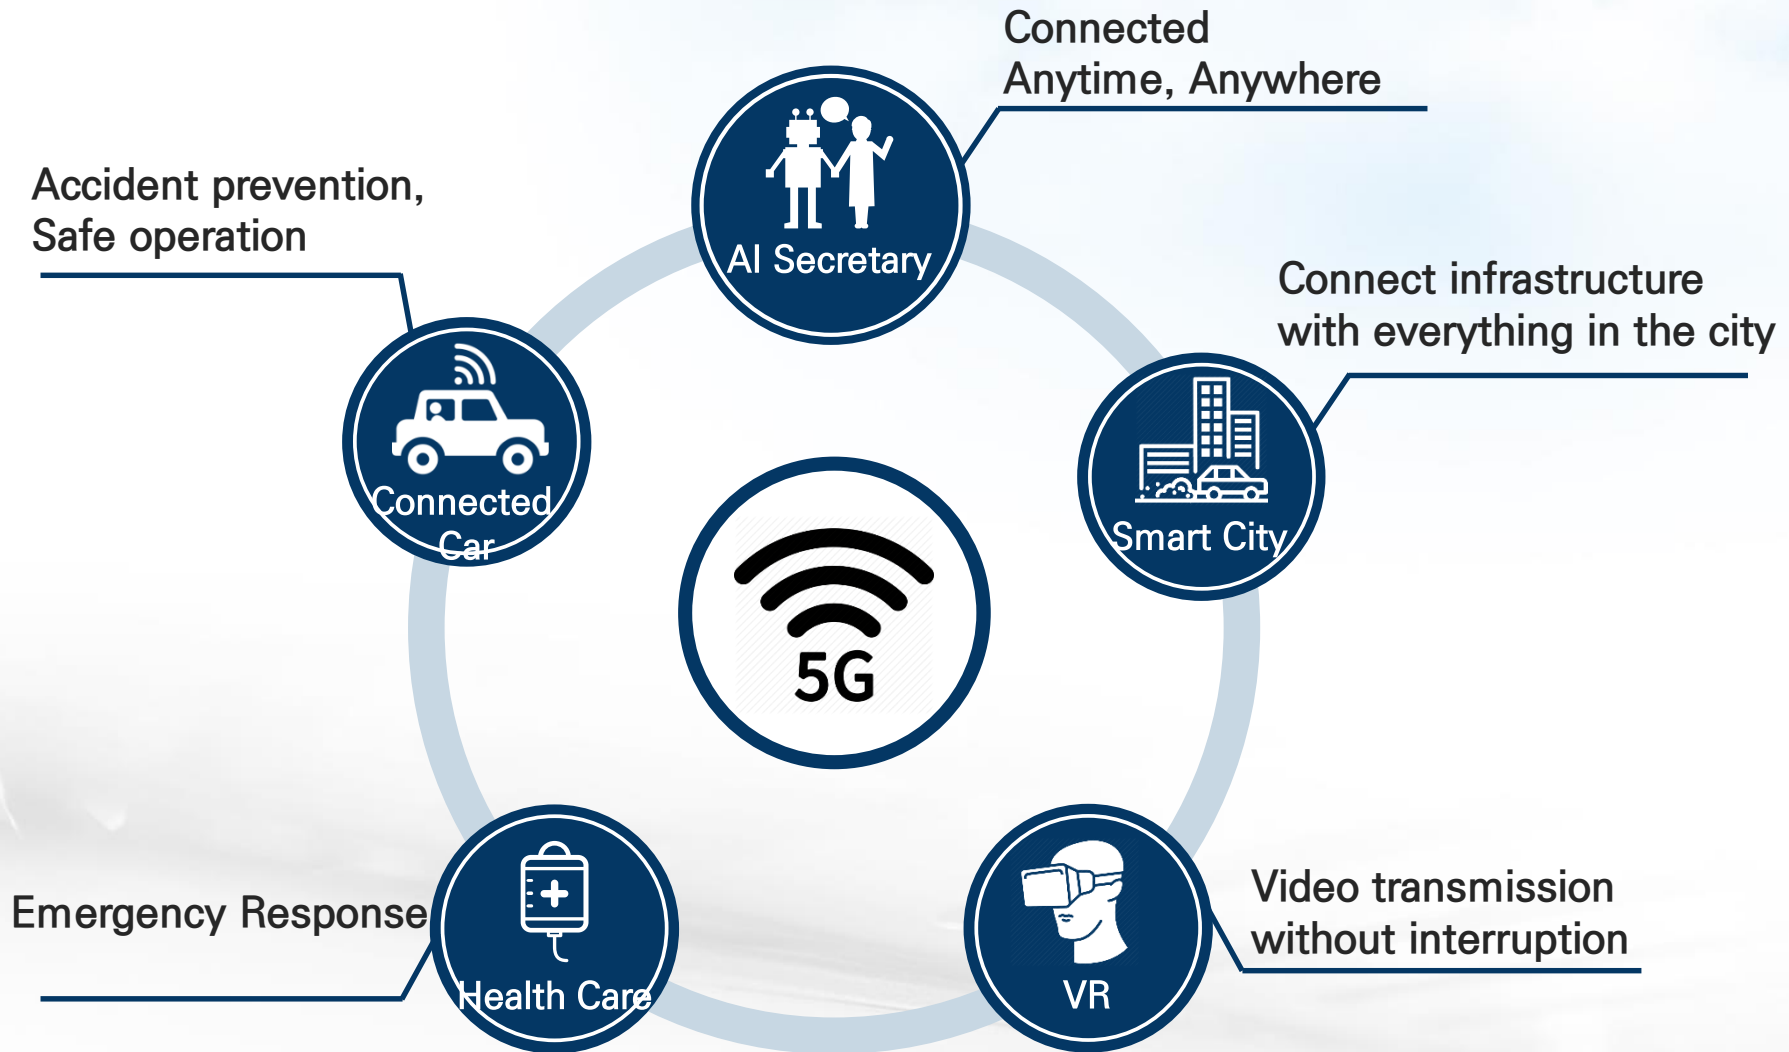 Connected
Anytime, Anywhere
AI Secretary
Accident prevention,
Safe operation
Connected
Car
Connect infrastructure
with everything in the city
Smart City
5G
Emergency Response
Health Care
Video transmission
without interruption
VR